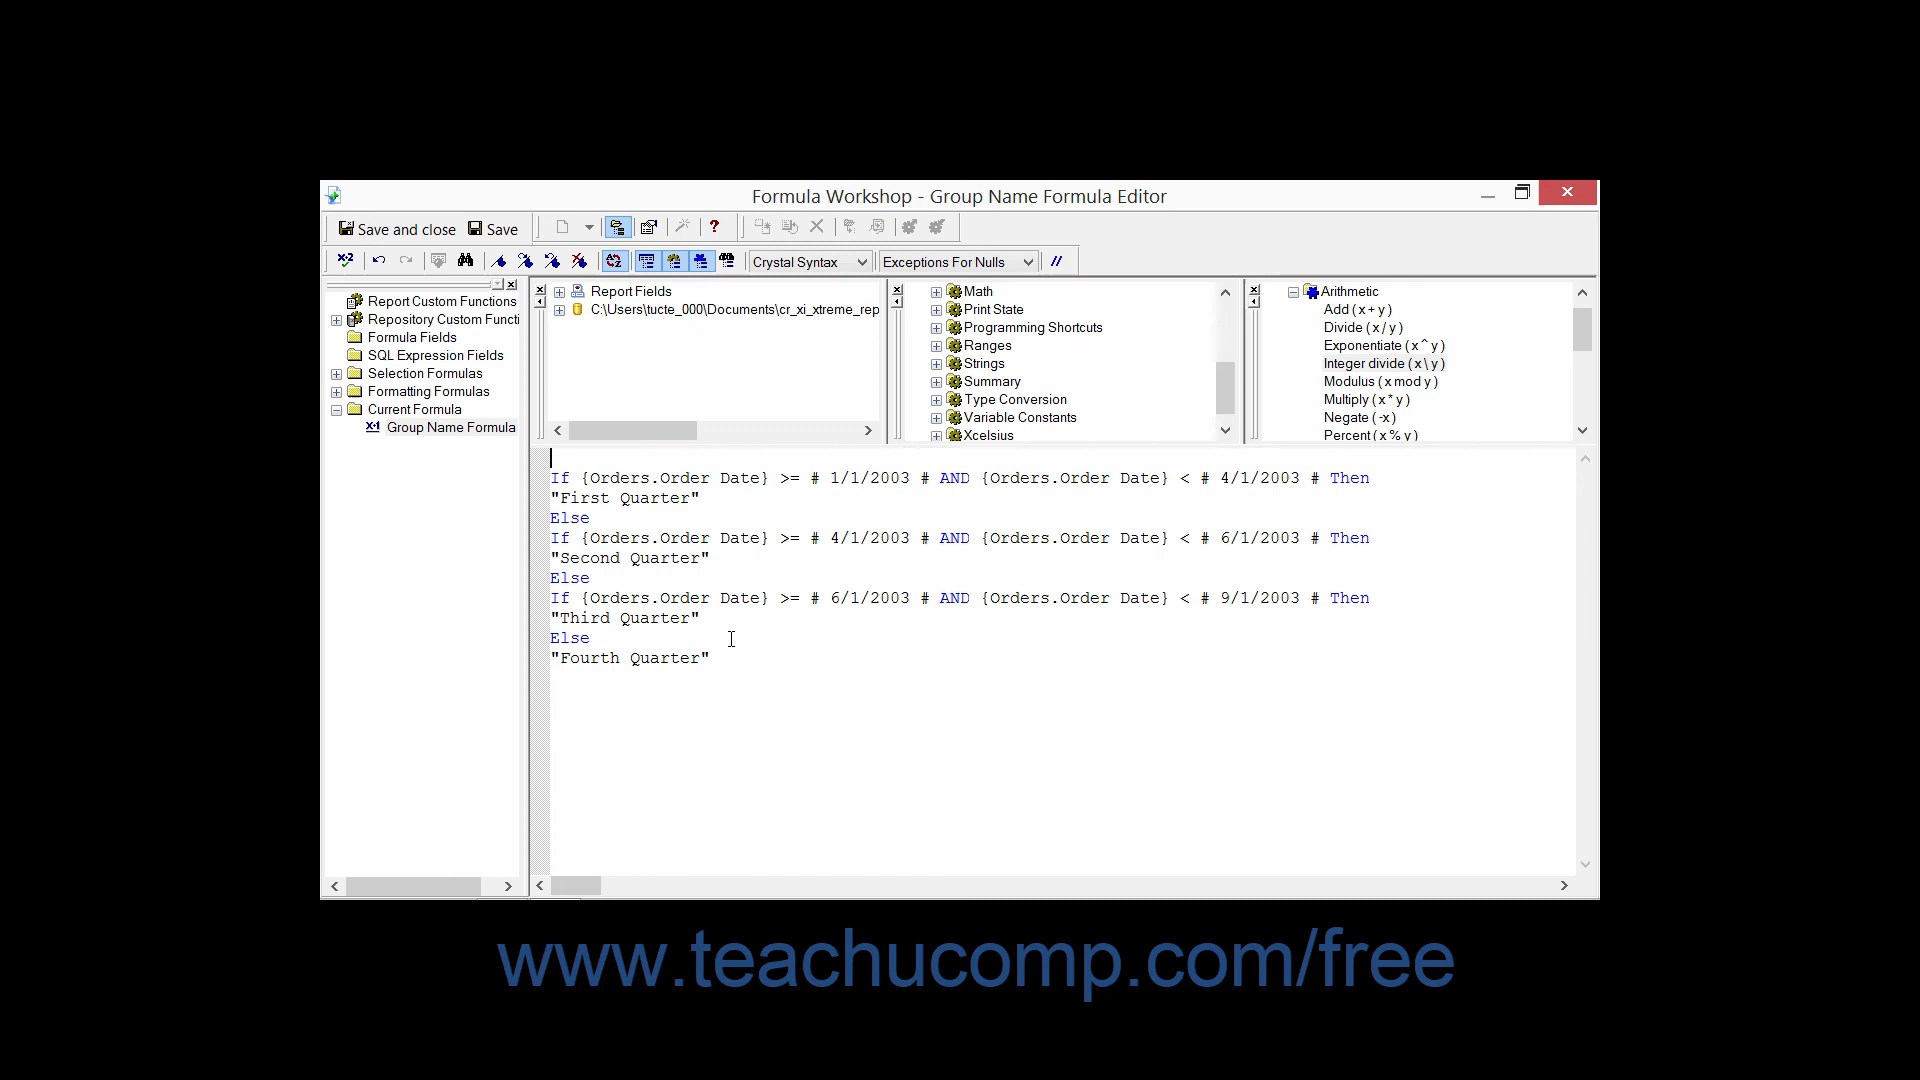 Formula Workshop - Group Name Formula Editor
Save and close Save
Crystal Syntax Exceptions For Nulls //
Report Custom Functions
Repository Custom Functi
Formula Fields
SQL Expression Fields
Selection Formulas
Formatting Formulas
Current Formula
Group Name Formula
Report Fields
C:\Users\tucte_000\Documents\cr_xi_xtreme_rep
Math
Print State
Programming Shortcuts
Ranges
Strings
Summary
Type Conversion
Variable Constants
Xcelsius
Arithmetic
Add ( x + y )
Divide ( x / y )
Exponentiate ( x ^ y )
Integer divide ( x \ y )
Modulus ( x mod y )
Multiply ( x * y )
Negate ( -x )
Percent ( x % y )
If {Orders.Order Date} >= # 1/1/2003 # AND {Orders.Order Date} < # 4/1/2003 # Then
"First Quarter"
Else
If {Orders.Order Date} >= # 4/1/2003 # AND {Orders.Order Date} < # 6/1/2003 # Then
"Second Quarter"
Else
If {Orders.Order Date} >= # 6/1/2003 # AND {Orders.Order Date} < # 9/1/2003 # Then
"Third Quarter"
Else
"Fourth Quarter"
www.teachucomp.com/free